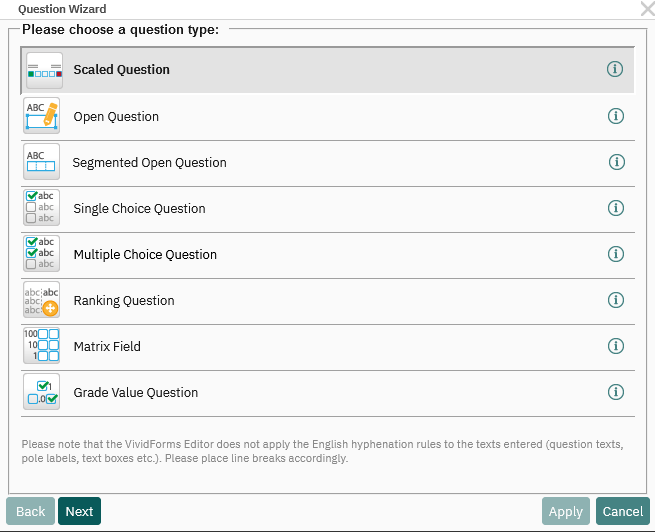 Question Wizard
Please choose a question type:
Scaled Question
ABC
Open Question
ABC
Segmented Open Question
abc
abc
abc
Single Choice Question
abc
abc
abc
Multiple Choice Question
abc abc
abc
abc
Ranking Question
100
10
1
Matrix Field
1
.0
Grade Value Question
Please note that the VividForms Editor does not apply the English hyphenation rules to the texts entered (question texts,
pole labels, text boxes etc.). Please place line breaks accordingly.
Back
Next
Apply
Cancel